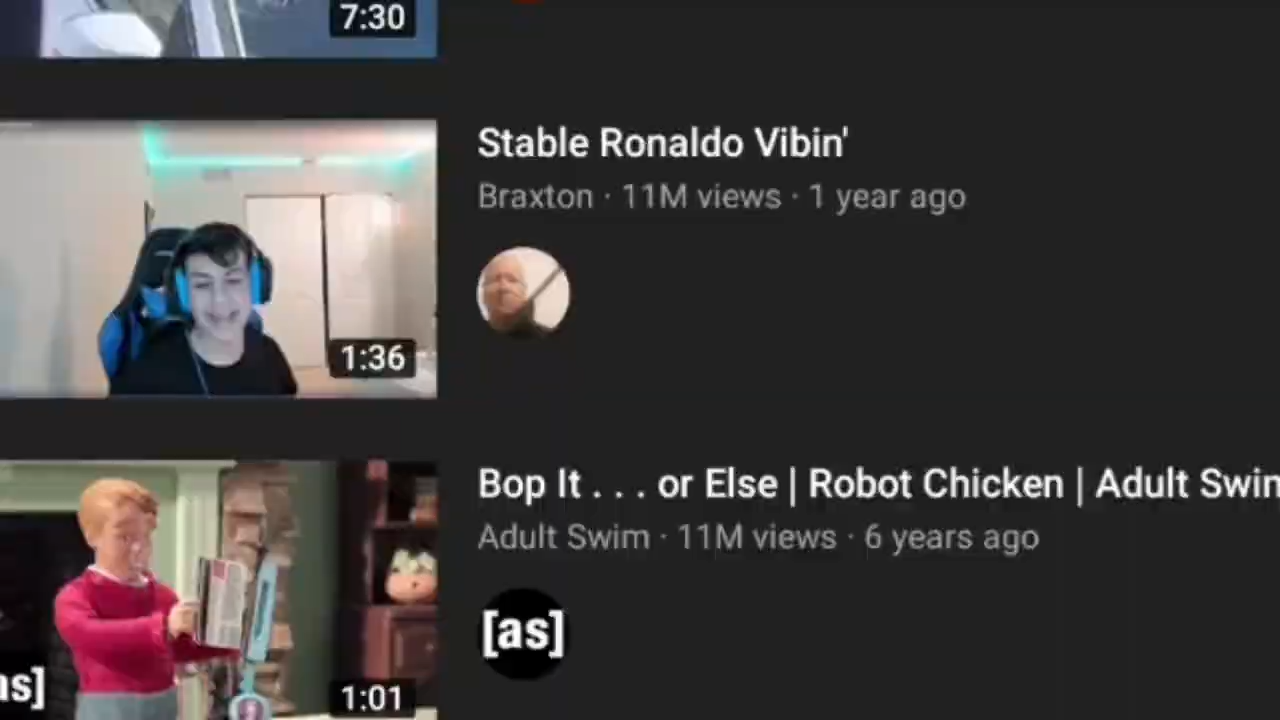 7:30
Stable Ronaldo Vibin'
Braxton · 11M views · 1 year ago
1:36
Bop It . . . or Else | Robot Chicken | Adult Swim
Adult Swim · 11M views · 6 years ago
[as]
as]
1:01